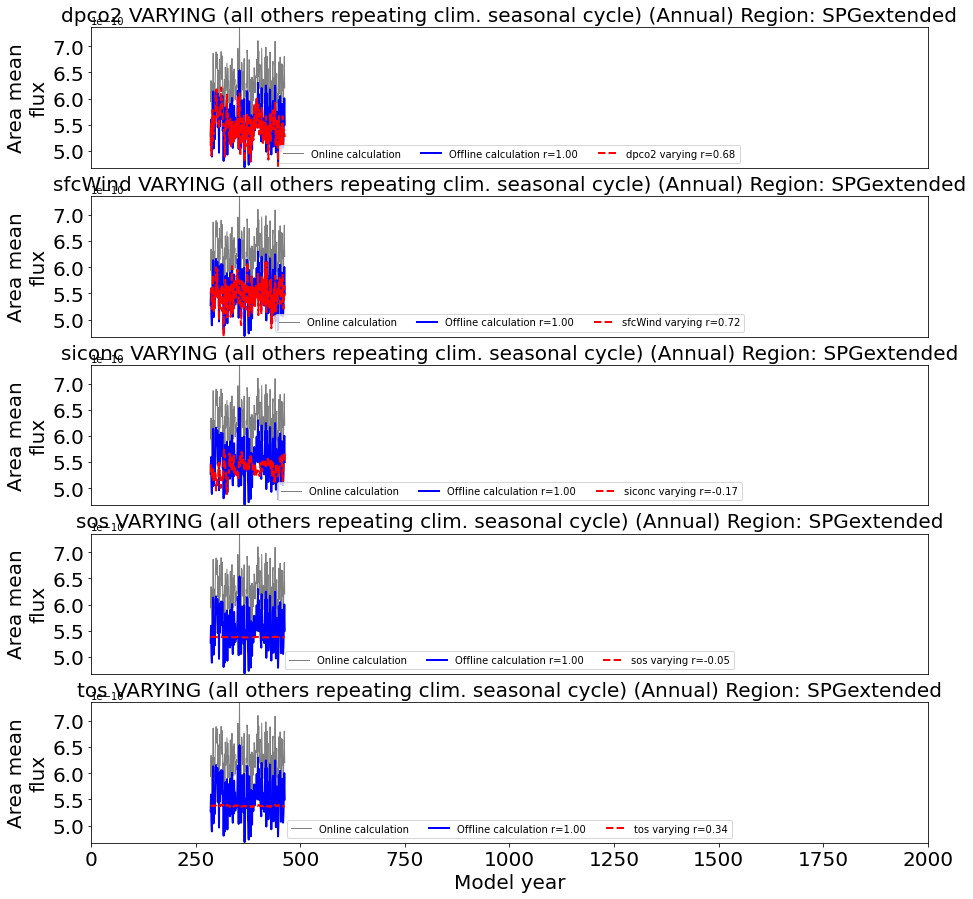 dpco2 VARYING (all others repeating clim. seasonal cycle) (Annual) Region: SPGextended
1e−10
7.0
6.5
6.0
5.5
5.0
Area mean
flux
Online calculation Offline calculation r=1.00 dpco2 varying r=0.68
sfcWind VARYING (all others repeating clim. seasonal cycle) (Annual) Region: SPGextended
1e−10
7.0
6.5
6.0
5.5
5.0
Area mean
flux
Online calculation Offline calculation r=1.00 sfcWind varying r=0.72
siconc VARYING (all others repeating clim. seasonal cycle) (Annual) Region: SPGextended
1e−10
7.0
6.5
6.0
5.5
5.0
Area mean
flux
Online calculation Offline calculation r=1.00 siconc varying r=-0.17
sos VARYING (all others repeating clim. seasonal cycle) (Annual) Region: SPGextended
1e−10
7.0
6.5
6.0
5.5
5.0
Area mean
flux
Online calculation Offline calculation r=1.00 sos varying r=-0.05
tos VARYING (all others repeating clim. seasonal cycle) (Annual) Region: SPGextended
1e−10
7.0
6.5
6.0
5.5
5.0
Area mean
flux
Online calculation Offline calculation r=1.00 tos varying r=0.34
0 250 500 750 1000 1250 1500 1750 2000
Model year